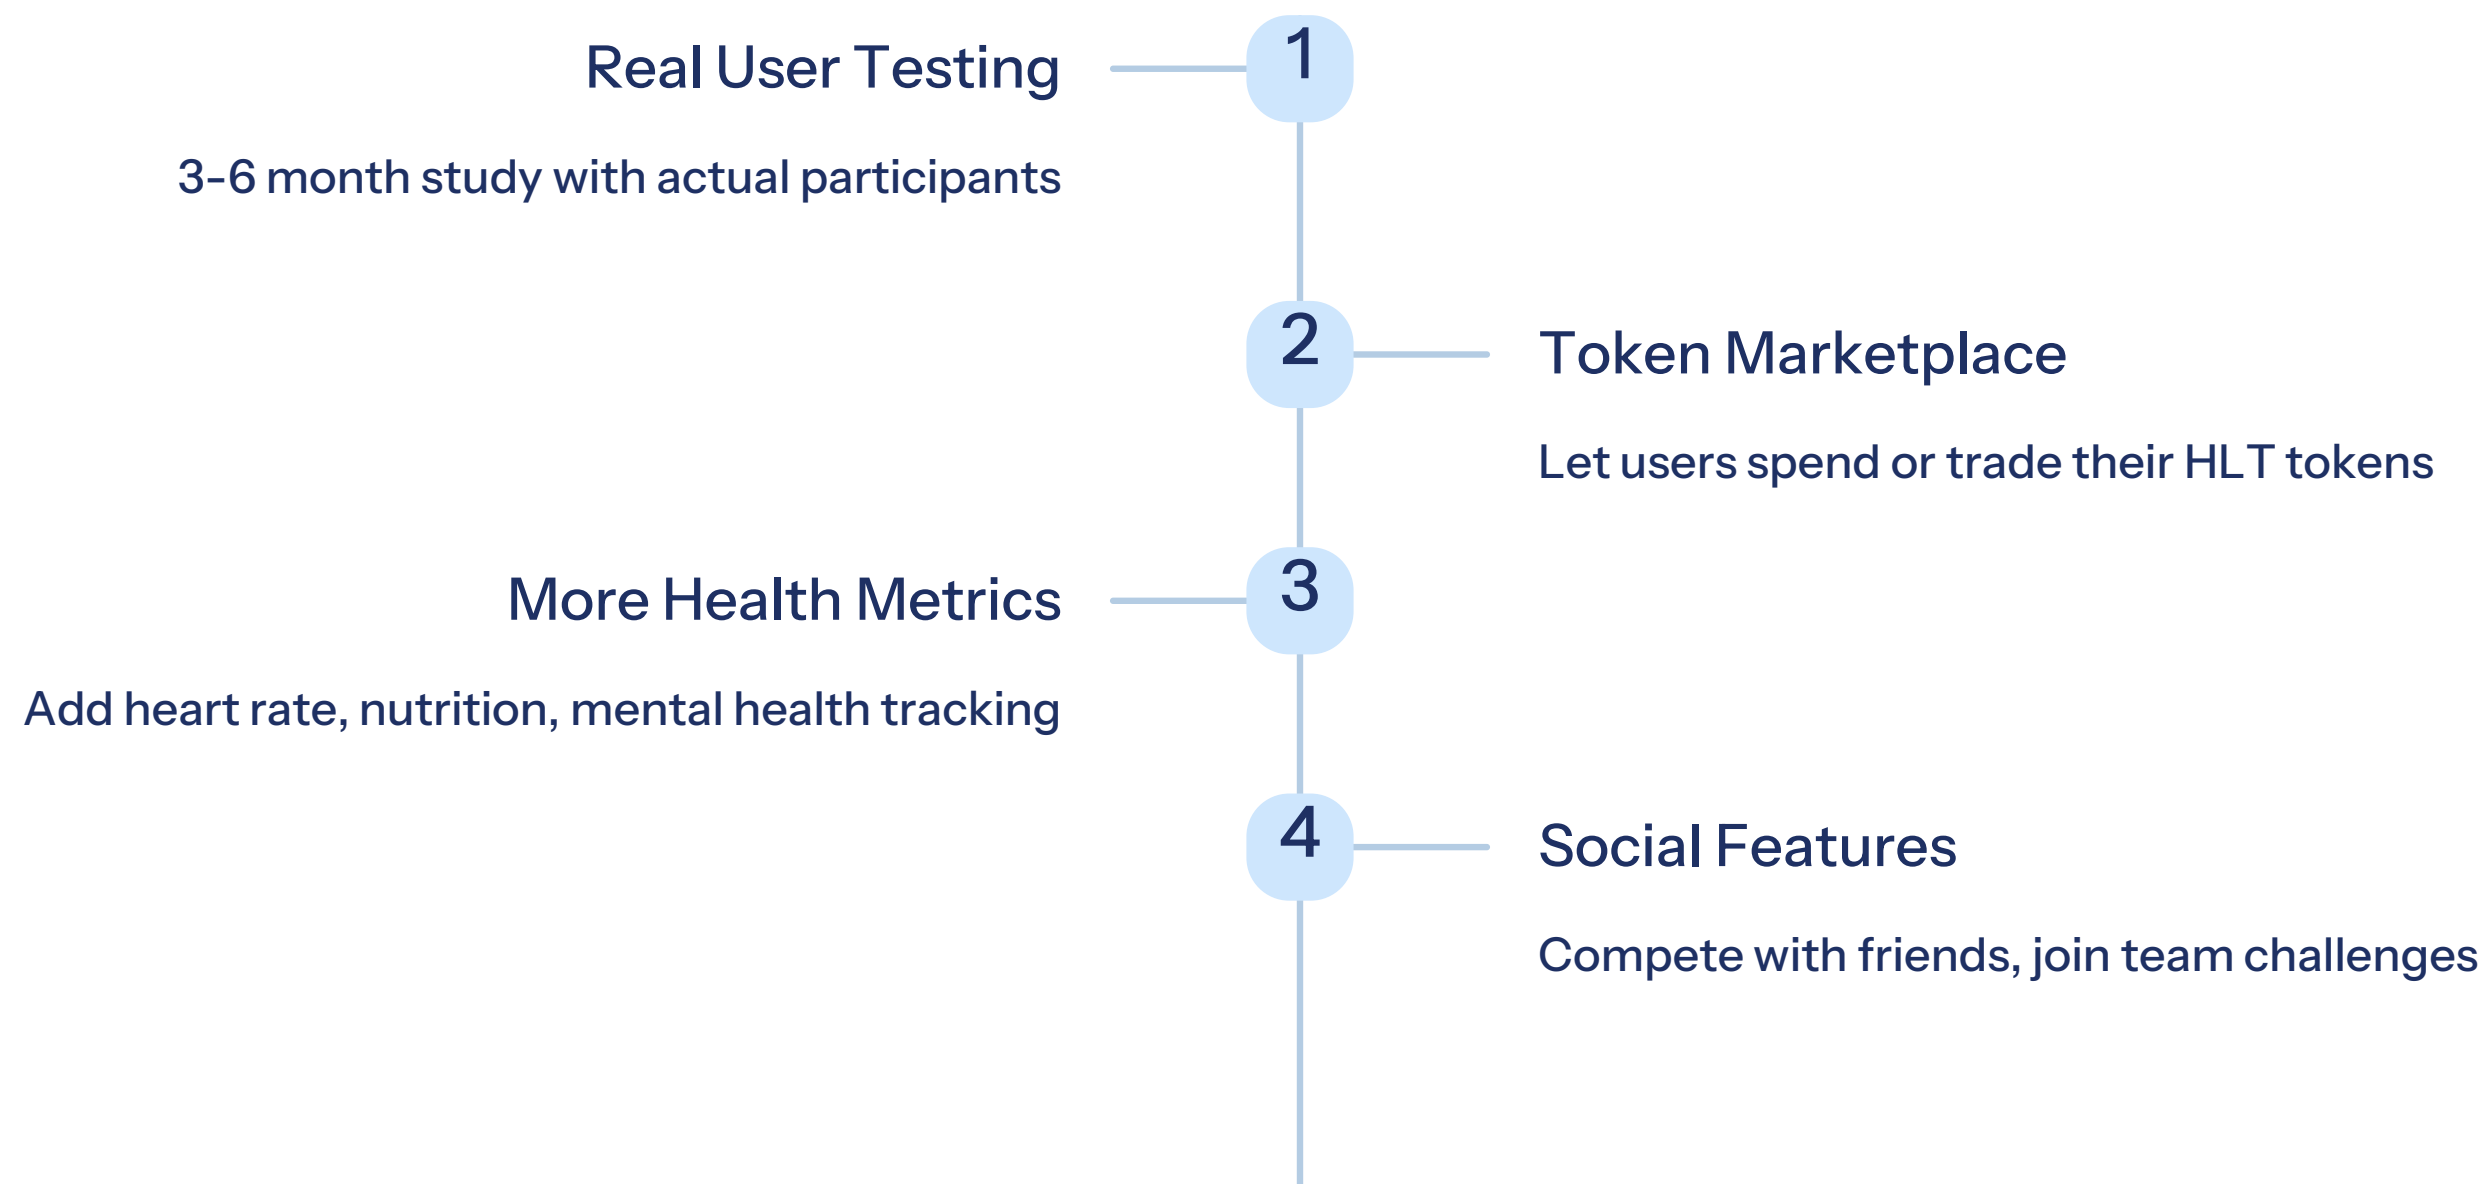 1
Real User Testing
3-6 month study with actual participants
2
Token Marketplace
Let users spend or trade their HLT tokens
3
More Health Metrics
Add heart rate, nutrition, mental health tracking
4
Social Features
Compete with friends, join team challenges